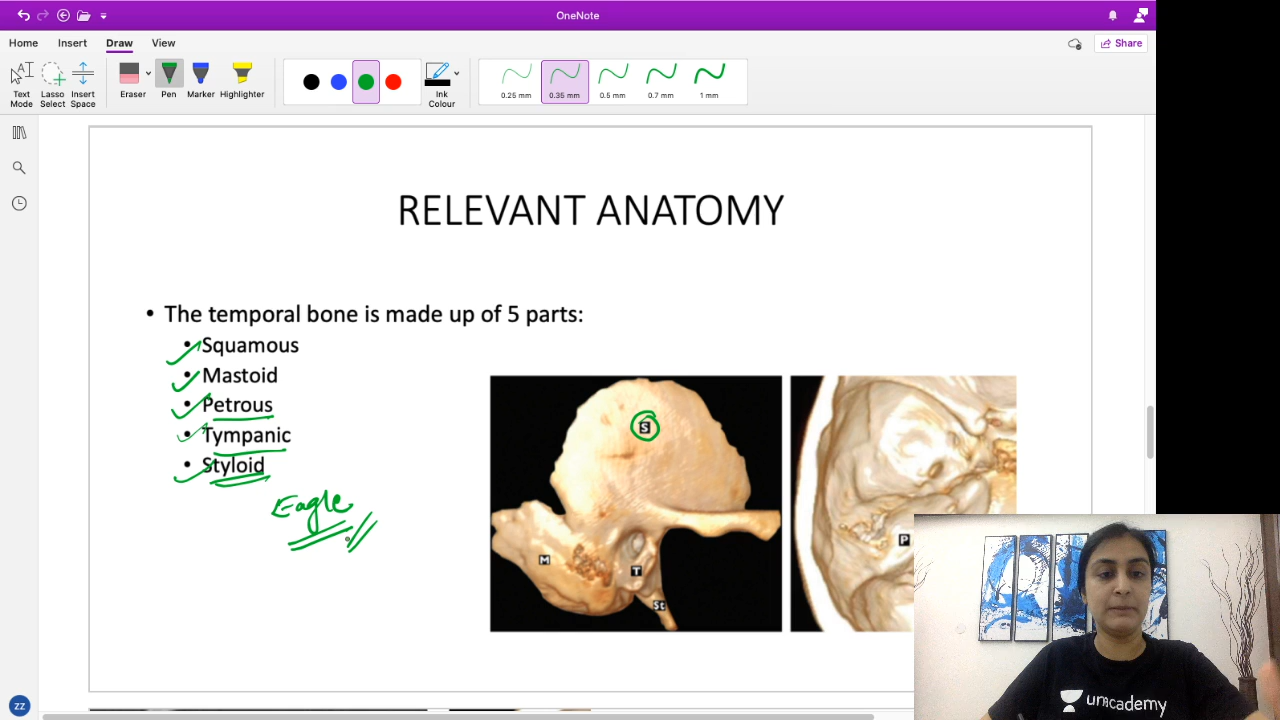 OneNote
Home Insert Draw View
Share
Text Mode
Lasso Select
Insert Space
Eraser
Pen
Marker
Highlighter
Ink Colour
0.25 mm
0.35 mm
0.5 mm
0.7 mm
1 mm
RELEVANT ANATOMY
• The temporal bone is made up of 5 parts:
• Squamous
• Mastoid
• Petrous
• Tympanic
• Styloid
Eagle
S
M
T
St
P
unacademy
ZZ